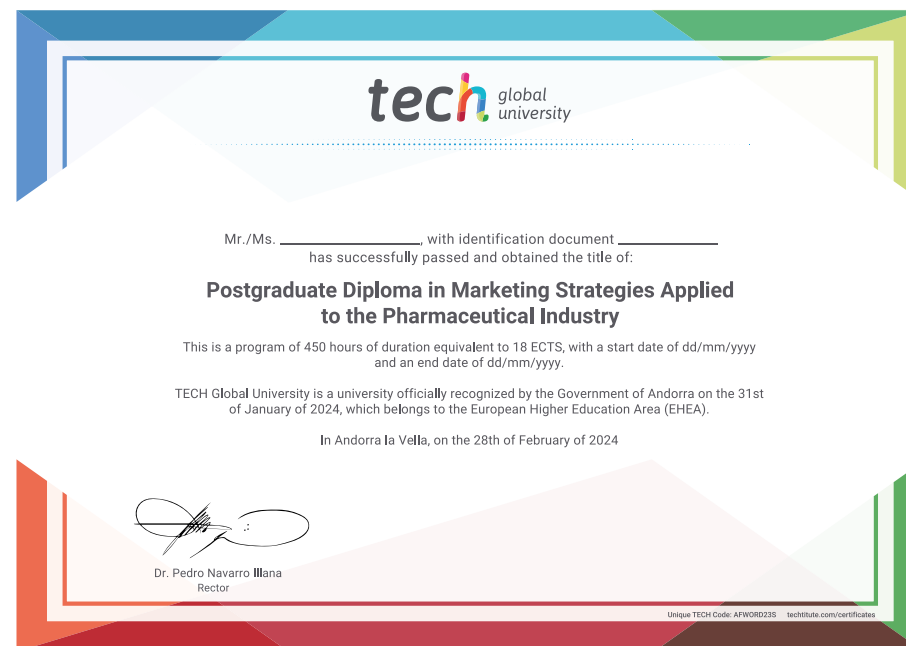 tech global university
Mr./Ms. ____________________, with identification document ______________
has successfully passed and obtained the title of:
Postgraduate Diploma in Marketing Strategies Applied
to the Pharmaceutical Industry
This is a program of 450 hours of duration equivalent to 18 ECTS, with a start date of dd/mm/yyyy
and an end date of dd/mm/yyyy.
TECH Global University is a university officially recognized by the Government of Andorra on the 31st
of January of 2024, which belongs to the European Higher Education Area (EHEA).
In Andorra la Vella, on the 28th of February of 2024
Dr. Pedro Navarro Illana
Rector
Unique TECH Code: AFWORD23S techtitute.com/certificates